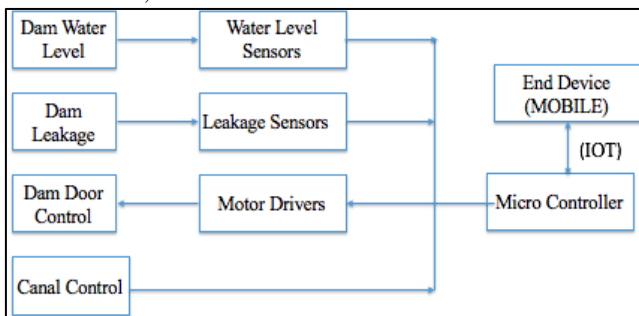 Dam Water
Level
Water Level
Sensors
End Device
(MOBILE)
Dam
Leakage
Leakage Sensors
(IOT)
Dam Door
Control
Motor Drivers
Micro Controller
Canal Control